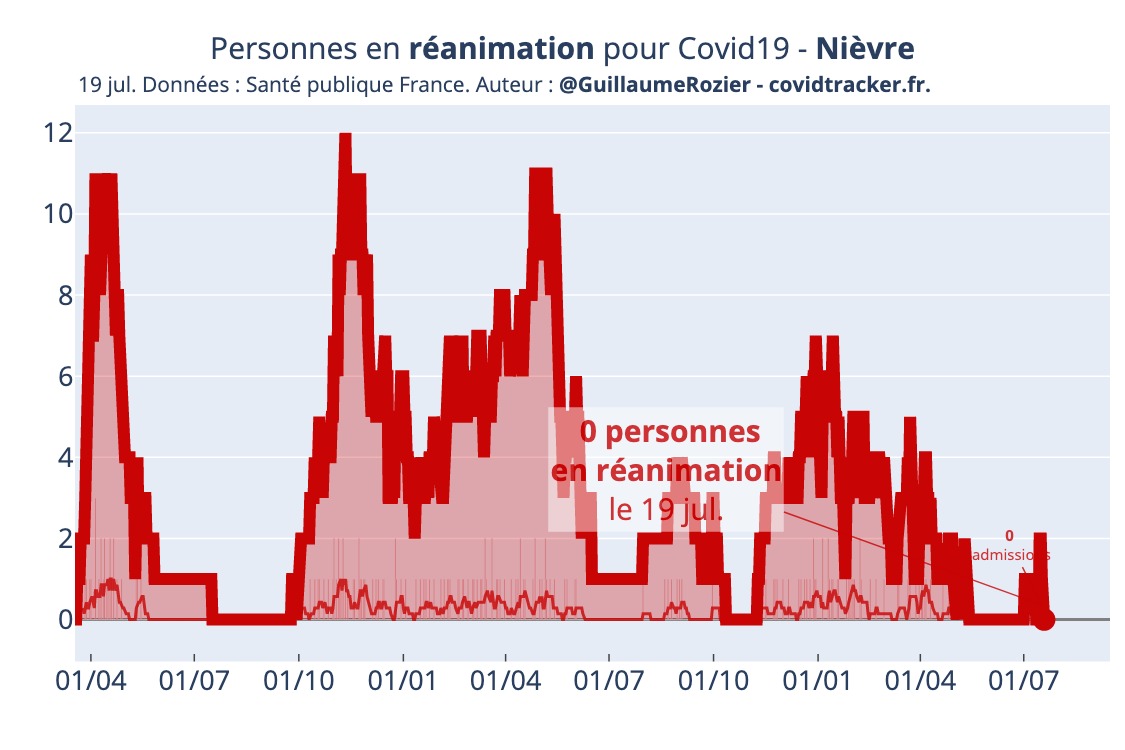 Personnes en réanimation pour Covid19 - Nièvre
19 jul. Données : Santé publique France. Auteur : @GuillaumeRozier - covidtracker.fr.
12
10
8
6
4
2
0
0 personnes
en réanimation
le 19 jul.
0
admissions
01/04 01/07 01/10 01/01 01/04 01/07 01/10 01/01 01/04 01/07